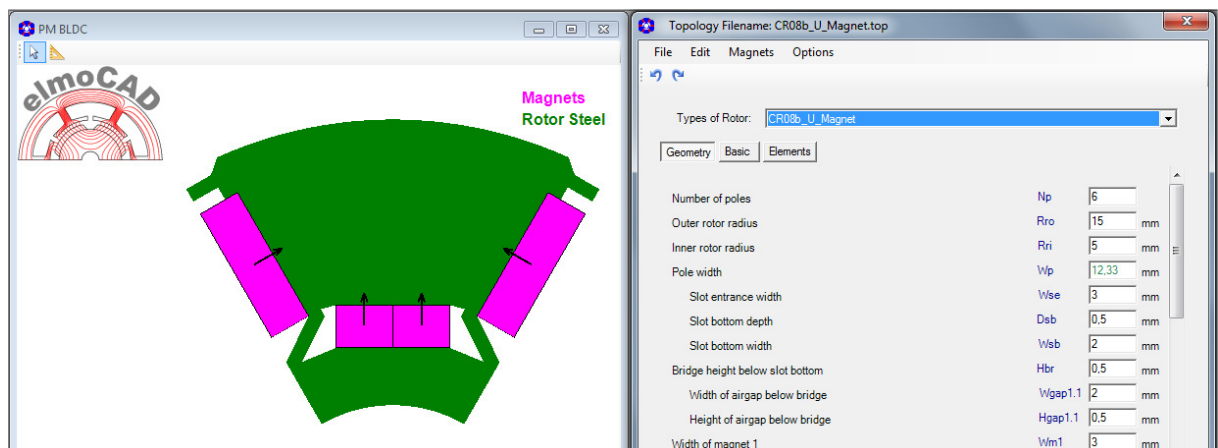 PM BLDC
elmoCAD
Magnets
Rotor Steel
Topology Filename: CR08b_U_Magnet.top
File Edit Magnets Options
Types of Rotor: CR08b_U_Magnet
Geometry Basic Elements
Number of poles Np 6
Outer rotor radius Rro 15 mm
Inner rotor radius Rri 5 mm
Pole width Wp 12,33 mm
Slot entrance width Wse 3 mm
Slot bottom depth Dsb 0,5 mm
Slot bottom width Wsb 2 mm
Bridge height below slot bottom Hbr 0,5 mm
Width of airgap below bridge Wgap1.1 2 mm
Height of airgap below bridge Hgap1.1 0,5 mm
Width of magnet 1 Wm1 3 mm